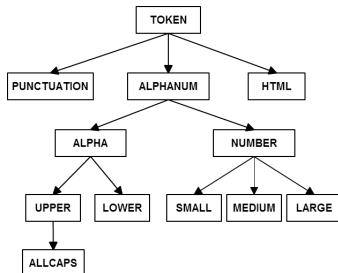 TOKEN
PUNCTUATION ALPHANUM HTML
ALPHA NUMBER
UPPER LOWER SMALL MEDIUM LARGE
ALLCAPS